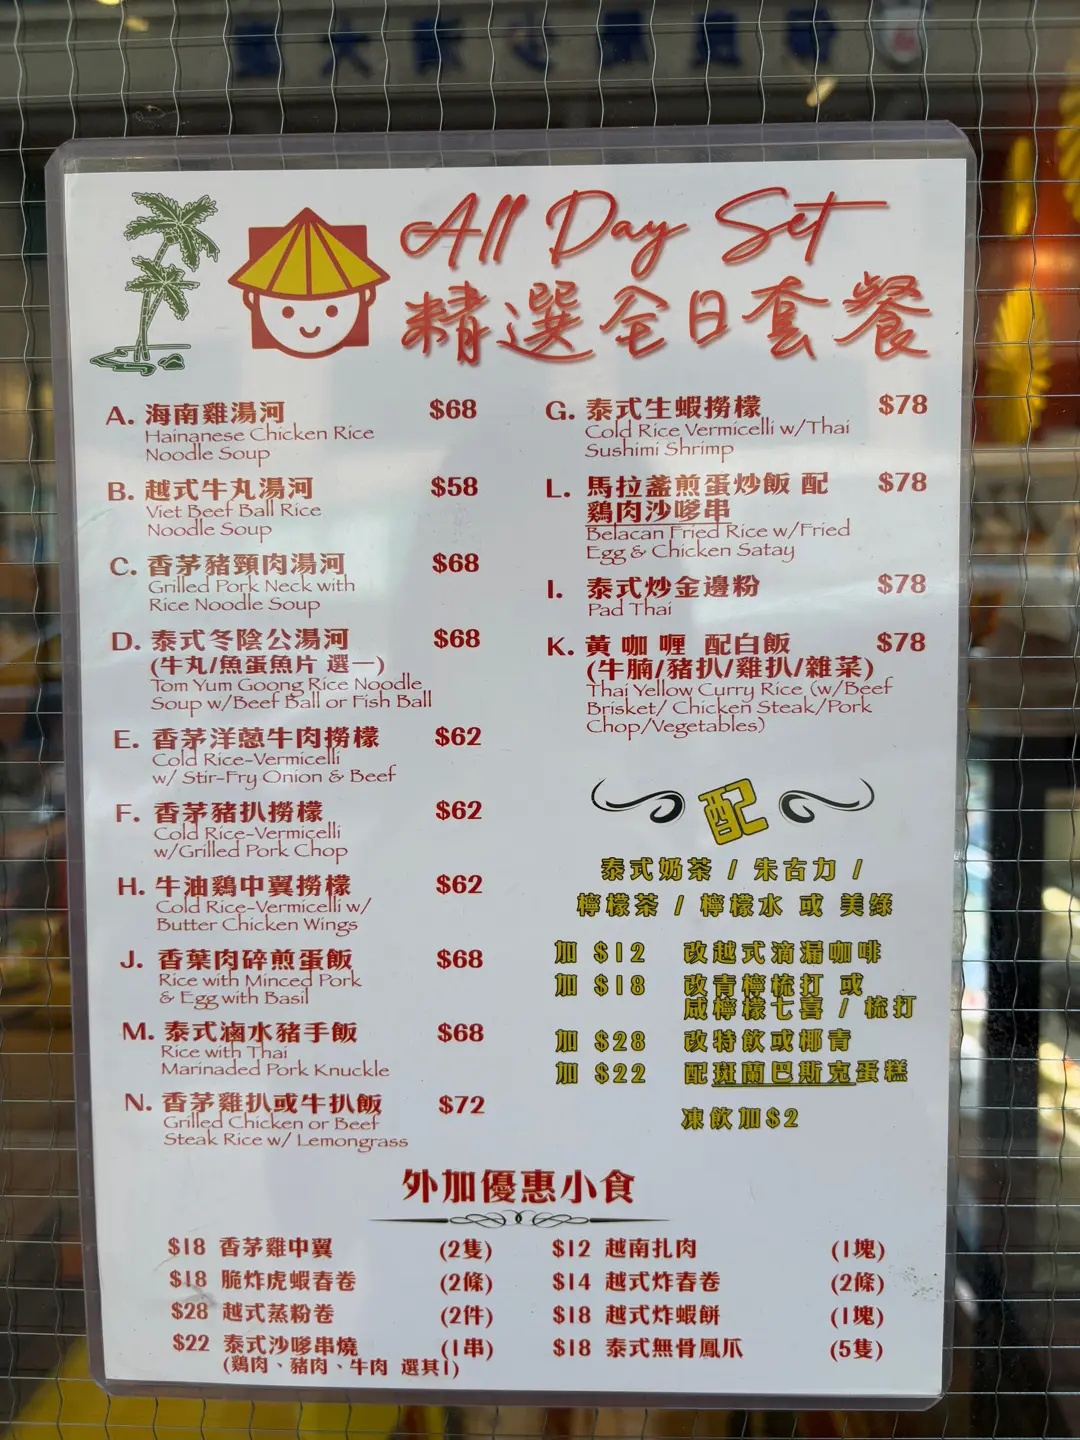 All Day Set
精選全日套餐
A. 海南雞湯河 $68
Hainanese Chicken Rice
Noodle Soup
B. 越式牛丸湯河 $58
Viet Beef Ball Rice
Noodle Soup
C. 香茅豬頸肉湯河 $68
Grilled Pork Neck with
Rice Noodle Soup
D. 泰式冬陰公湯河 $68
(牛丸/魚蛋魚片 選一)
Tom Yum Goong Rice Noodle
Soup w/Beef Ball or Fish Ball
E. 香茅洋蔥牛肉撈檬 $62
Cold Rice-Vermicelli
w/ Stir-Fry Onion & Beef
F. 香茅豬扒撈檬 $62
Cold Rice-Vermicelli
w/Grilled Pork Chop
H. 牛油鷄中翼撈檬 $62
Cold Rice-Vermicelli w/
Butter Chicken Wings
J. 香葉肉碎煎蛋飯 $68
Rice with Minced Pork
& Egg with Basil
M. 泰式滷水豬手飯 $68
Rice with Thai
Marinaded Pork Knuckle
N. 香茅雞扒或牛扒飯 $72
Grilled Chicken or Beef
Steak Rice w/ Lemongrass
G. 泰式生蝦撈檬 $78
Cold Rice Vermicelli w/Thai
Sushimi Shrimp
L. 馬拉盞煎蛋炒飯 配 $78
鷄肉沙嗲串
Belacan Fried Rice w/Fried
Egg & Chicken Satay
I. 泰式炒金邊粉 $78
Pad Thai
K. 黃咖喱 配白飯 $78
(牛腩/豬扒/雞扒/雜菜)
Thai Yellow Curry Rice (w/Beef
Brisket/ Chicken Steak/Pork
Chop/Vegetables)
配
泰式奶茶 / 朱古力 /
檸檬茶 / 檸檬水 或 美綠
加 $12 改越式滴漏咖啡
加 $18 改青檸梳打 或
咸檸檬七喜 / 梳打
加 $28 改特飲或椰青
加 $22 配斑蘭巴斯克蛋糕
凍飲加$2
外加優惠小食
$18 香茅雞中翼 (2隻)
$18 脆炸虎蝦春卷 (2條)
$28 越式蒸粉卷 (2件)
$22 泰式沙嗲串燒 (1串)
(鷄肉、豬肉、牛肉 選其1)
$12 越南扎肉 (1塊)
$14 越式炸春卷 (2條)
$18 越式炸蝦餅 (1塊)
$18 泰式無骨鳳爪 (5隻)